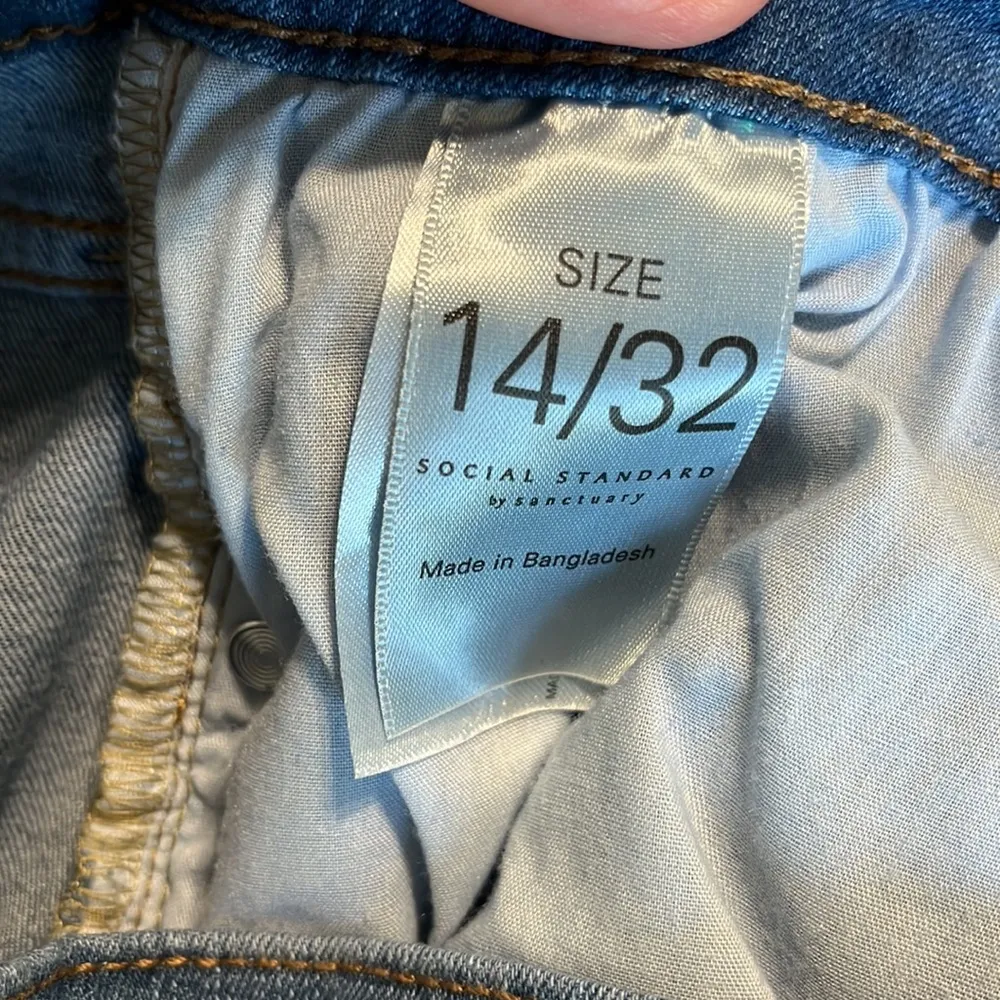 SIZE
14/32
SOCIAL STANDARD
by sanctuary
Made in Bangladesh